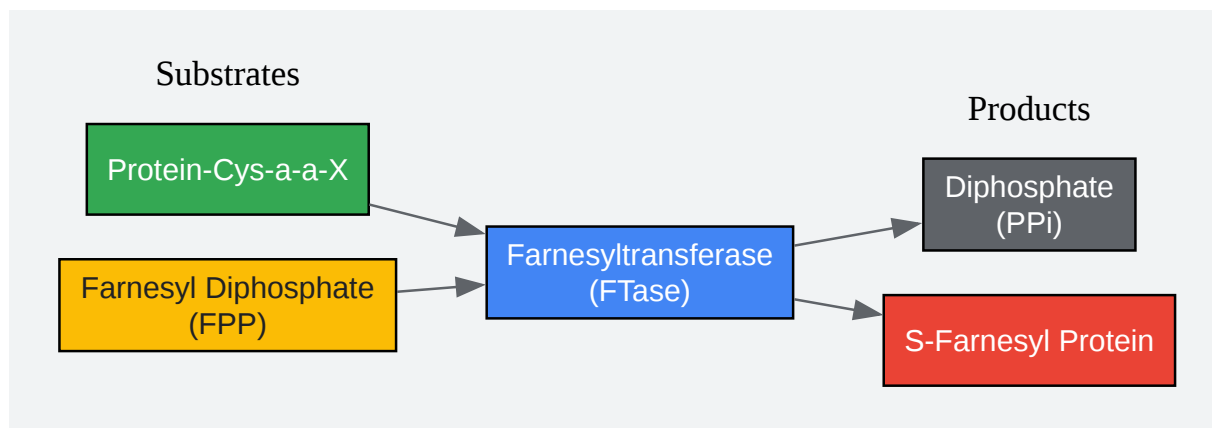 Substrates
Protein-Cys-a-a-X
Farnesyl Diphosphate
(FPP)
Farnesyltransferase
(FTase)
Products
Diphosphate
(PPi)
S-Farnesyl Protein